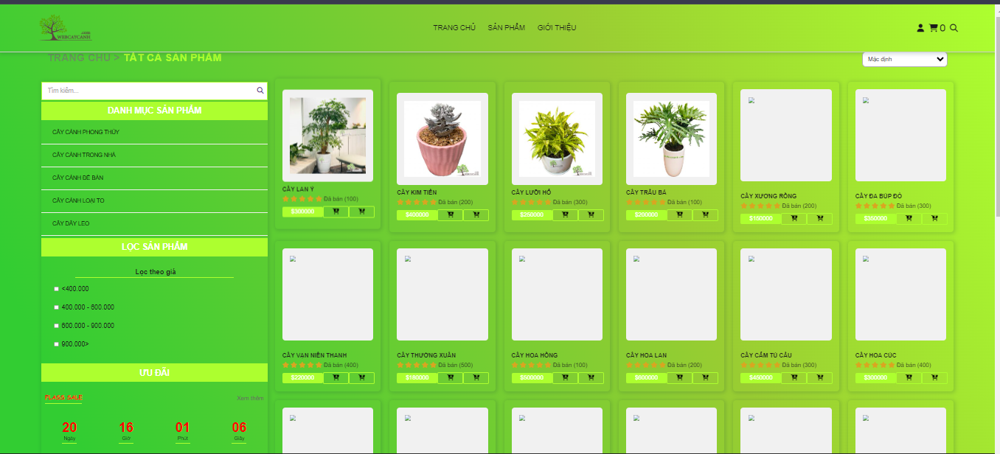 TRANG CHỦ SẢN PHẨM GIỚI THIỆU
0
WEBCAYCANH
.COM
TRANG CHỦ > TẤT CẢ SẢN PHẨM
Mặc định
Tìm kiếm...
DANH MỤC SẢN PHẨM
CÂY CẢNH PHONG THỦY
CÂY CẢNH TRONG NHÀ
CÂY CẢNH ĐỂ BÀN
CÂY CẢNH LOẠI TO
CÂY DÂY LEO
LỌC SẢN PHẨM
Lọc theo giá
<400.000
400.000 - 600.000
600.000 - 900.000
900.000>
ƯU ĐÃI
FLASS SALE
Xem thêm
20 16 01 06
Ngày Giờ Phút Giây
CÂY LAN Ý
Đã bán (100)
$380000
CÂY KIM TIỀN
Đã bán (200)
$400000
CÂY LƯỠI HỔ
Đã bán (300)
$250000
CÂY TRẦU BÀ
Đã bán (100)
$200000
CÂY XƯƠNG RỒNG
Đã bán (200)
$150000
CÂY ĐA BÚP ĐỎ
Đã bán (300)
$350000
CÂY VẠN NIÊN THANH
Đã bán (400)
$220000
CÂY THƯỜNG XUÂN
Đã bán (500)
$180000
CÂY HOA HỒNG
Đã bán (100)
$500000
CÂY HOA LAN
Đã bán (200)
$600000
CÂY CẨM TÚ CẦU
Đã bán (300)
$450000
CÂY HOA CÚC
Đã bán (400)
$300000